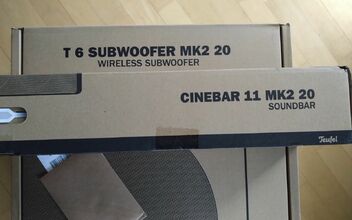 T 6 SUBWOOFER MK2 20
WIRELESS SUBWOOFER
CINEBAR 11 MK2 20
SOUNDBAR
Teufel